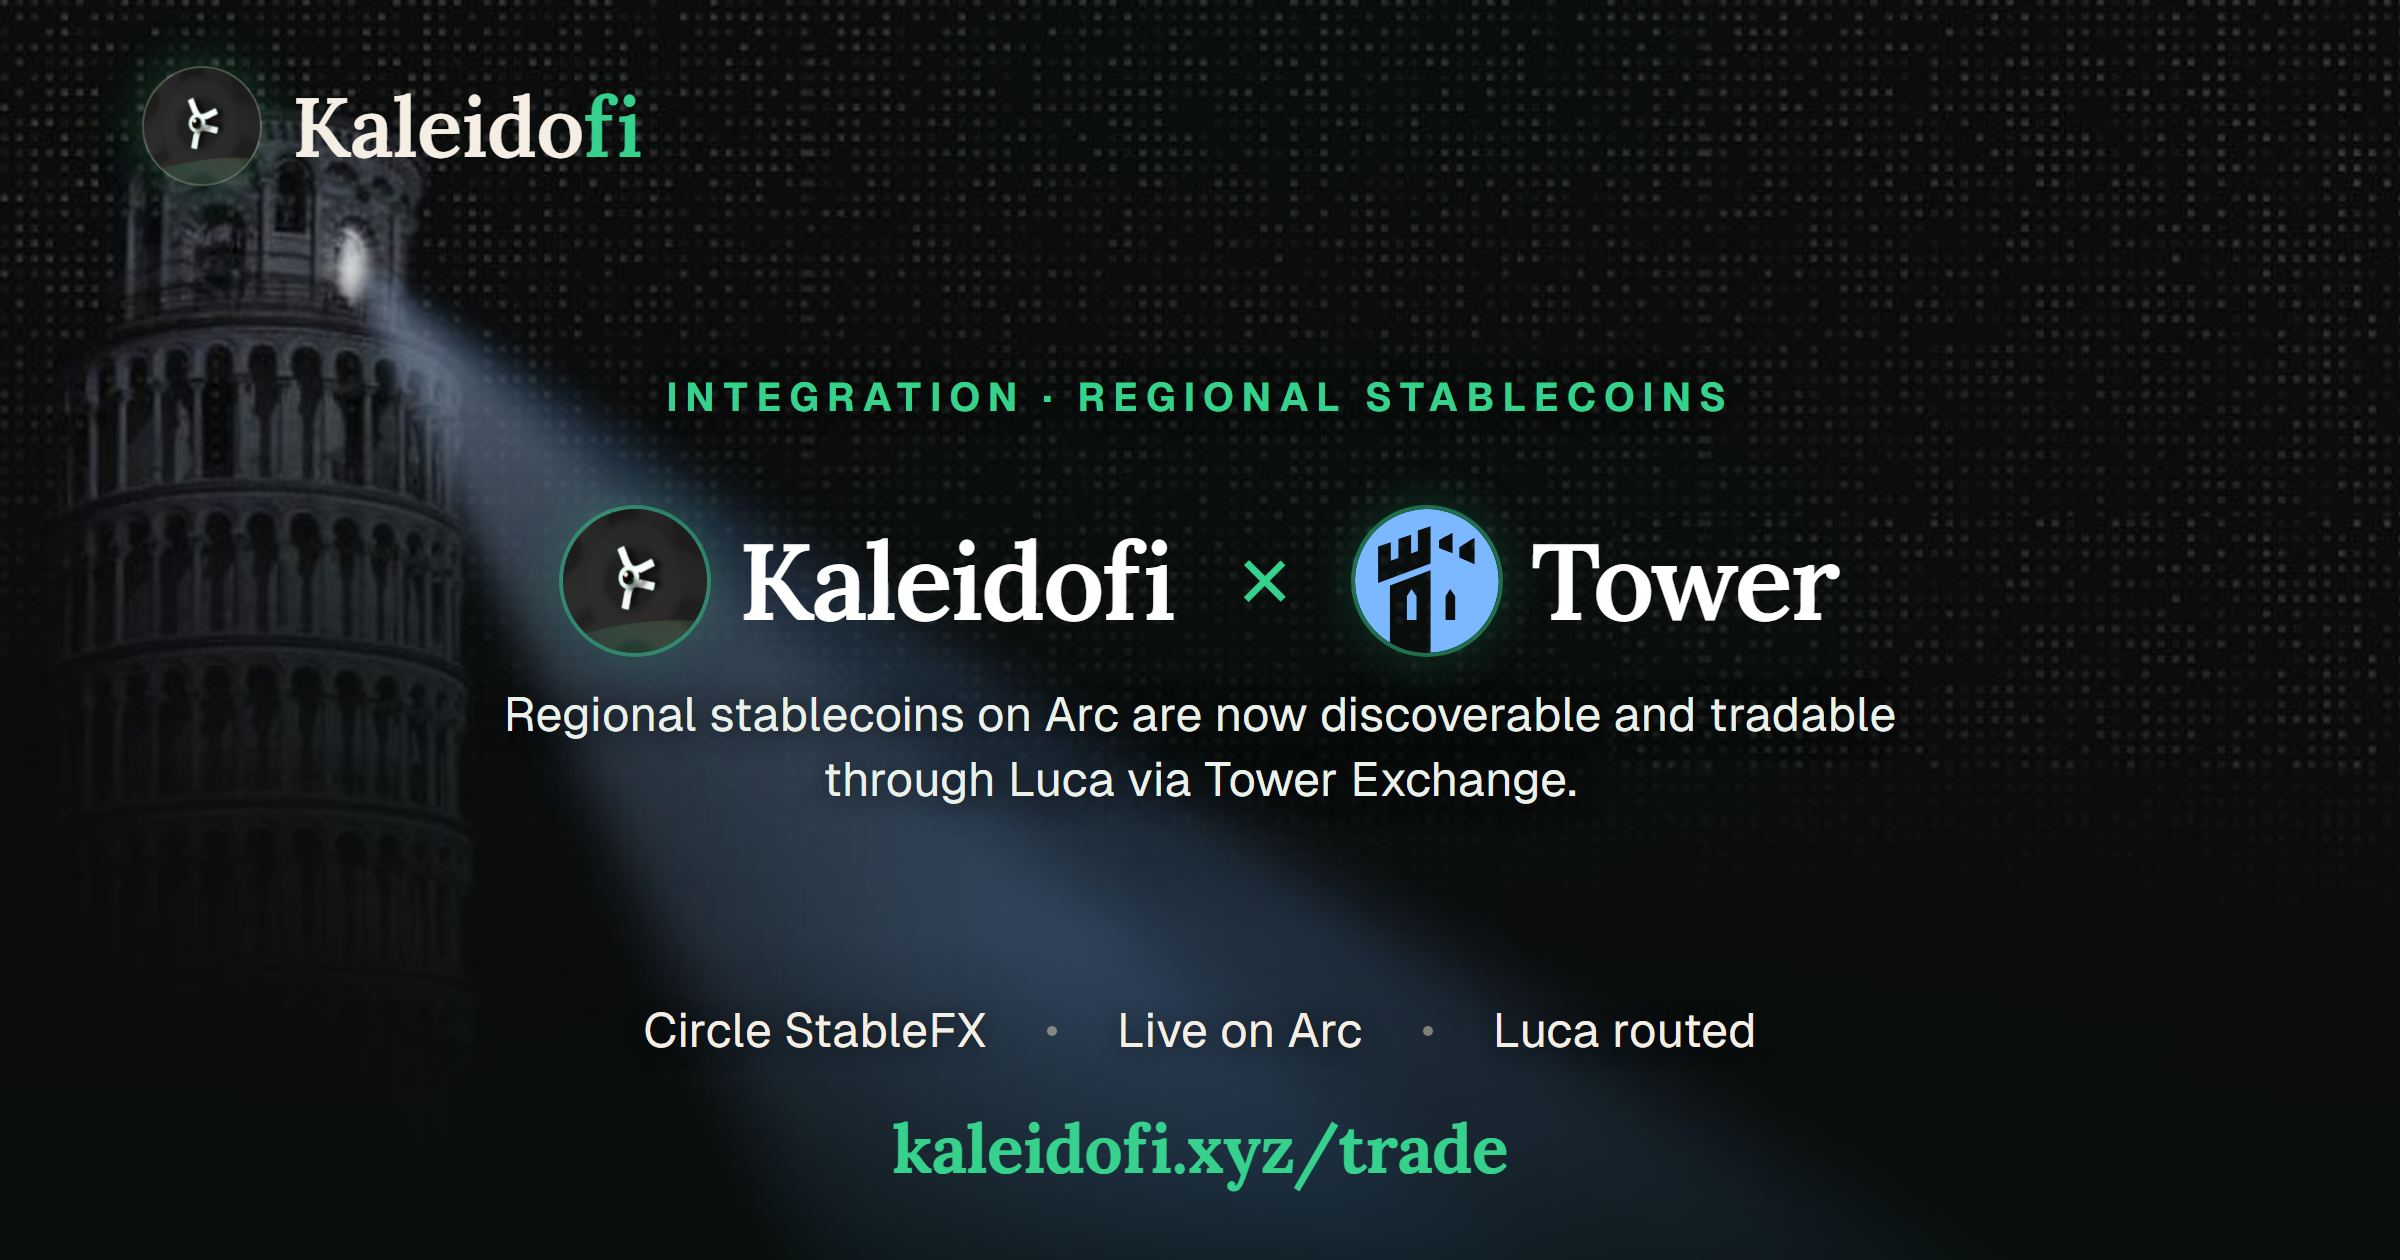 Kaleidofi
INTEGRATION · REGIONAL STABLECOINS
Kaleidofi × Tower
Regional stablecoins on Arc are now discoverable and tradable
through Luca via Tower Exchange.
Circle StableFX • Live on Arc • Luca routed
kaleidofi.xyz/trade